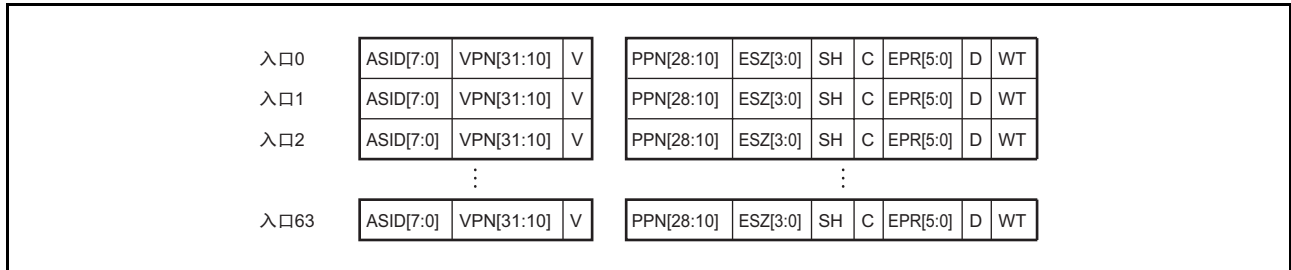 入口0 ASID[7:0] VPN[31:10] V PPN[28:10] ESZ[3:0] SH C EPR[5:0] D WT
入口1 ASID[7:0] VPN[31:10] V PPN[28:10] ESZ[3:0] SH C EPR[5:0] D WT
入口2 ASID[7:0] VPN[31:10] V PPN[28:10] ESZ[3:0] SH C EPR[5:0] D WT
入口63 ASID[7:0] VPN[31:10] V PPN[28:10] ESZ[3:0] SH C EPR[5:0] D WT